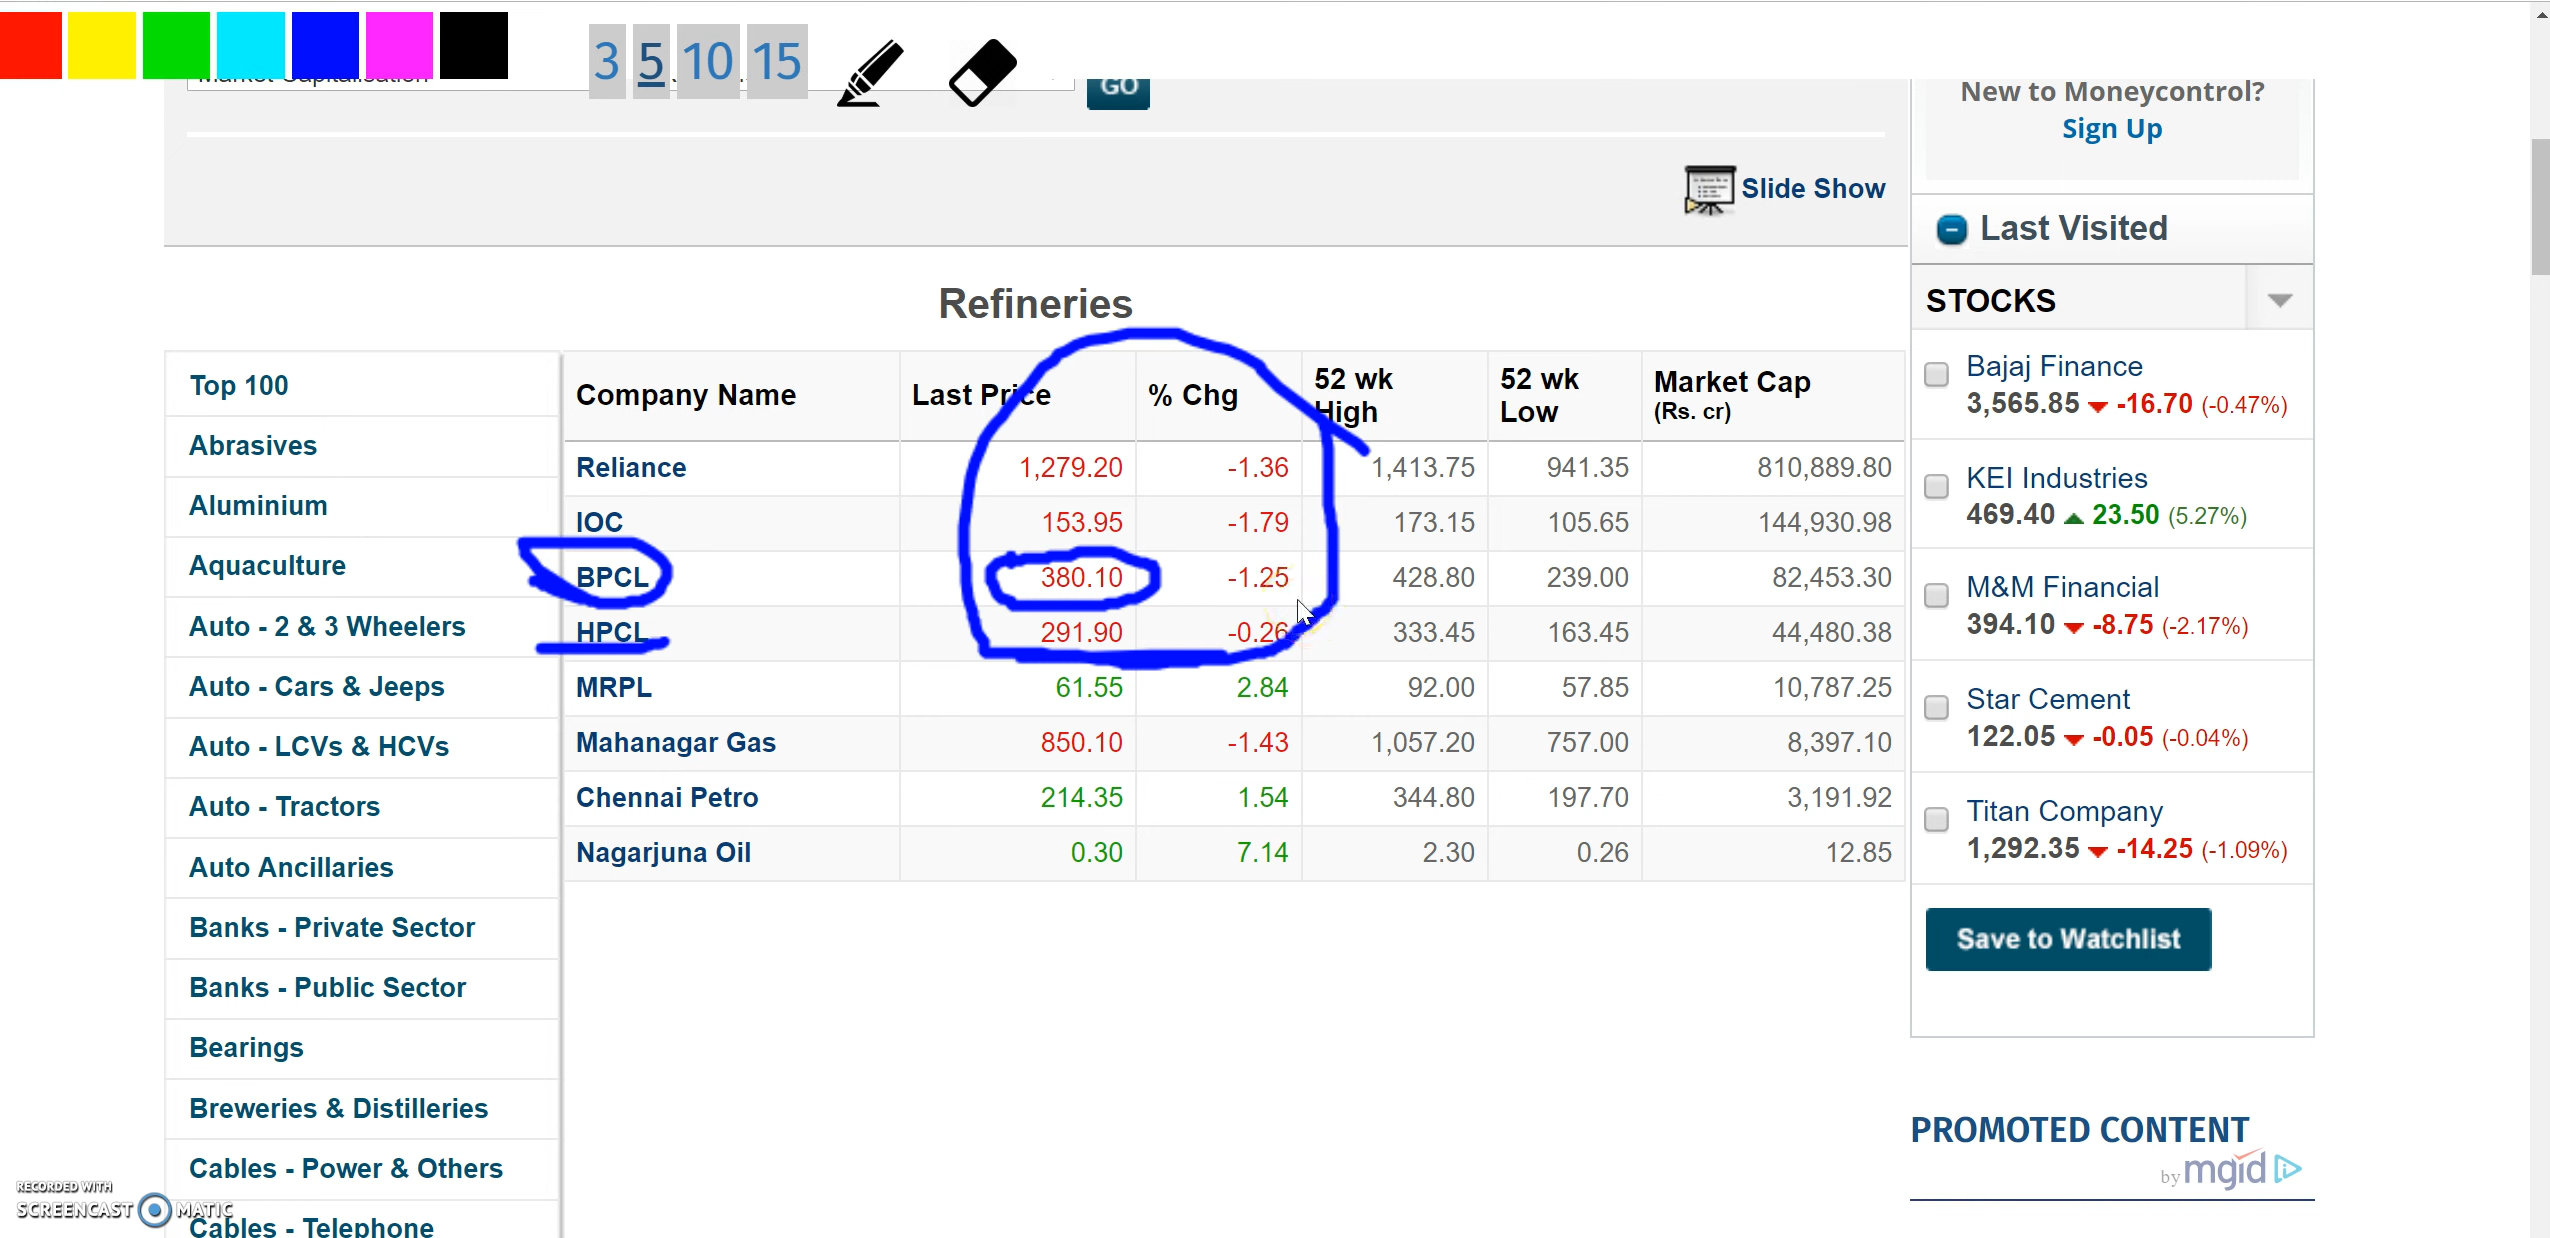 3 5 10 15
GO
New to Moneycontrol?
Sign Up
Slide Show
Last Visited
Refineries
STOCKS
Top 100
Abrasives
Aluminium
Aquaculture
Auto - 2 & 3 Wheelers
Auto - Cars & Jeeps
Auto - LCVs & HCVs
Auto - Tractors
Auto Ancillaries
Banks - Private Sector
Banks - Public Sector
Bearings
Breweries & Distilleries
Cables - Power & Others
Cables - Telephone
Company Name Last Price % Chg 52 wk High 52 wk Low Market Cap (Rs. cr)
Reliance 1,279.20 -1.36 1,413.75 941.35 810,889.80
IOC 153.95 -1.79 173.15 105.65 144,930.98
BPCL 380.10 -1.25 428.80 239.00 82,453.30
HPCL 291.90 -0.26 333.45 163.45 44,480.38
MRPL 61.55 2.84 92.00 57.85 10,787.25
Mahanagar Gas 850.10 -1.43 1,057.20 757.00 8,397.10
Chennai Petro 214.35 1.54 344.80 197.70 3,191.92
Nagarjuna Oil 0.30 7.14 2.30 0.26 12.85
Bajaj Finance
3,565.85 -16.70 (-0.47%)
KEI Industries
469.40 23.50 (5.27%)
M&M Financial
394.10 -8.75 (-2.17%)
Star Cement
122.05 -0.05 (-0.04%)
Titan Company
1,292.35 -14.25 (-1.09%)
Save to Watchlist
PROMOTED CONTENT
by mgid
RECORDED WITH
SCREENCAST MATIC